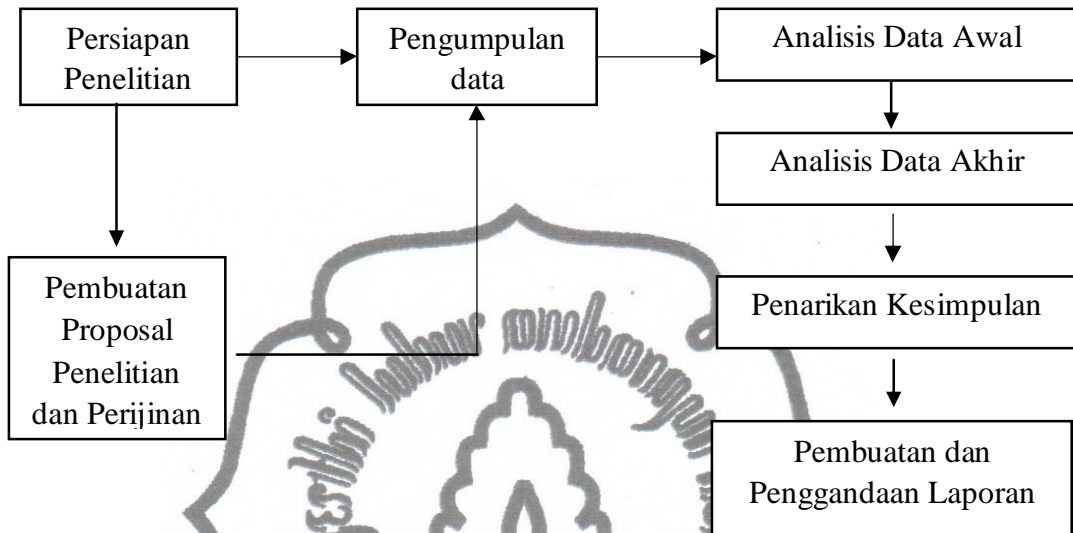 Persiapan
Penelitian
Pengumpulan
data
Analisis Data Awal
Analisis Data Akhir
Pembuatan
Proposal
Penelitian
dan Perijinan
Penarikan Kesimpulan
Pembuatan dan
Penggandaan Laporan